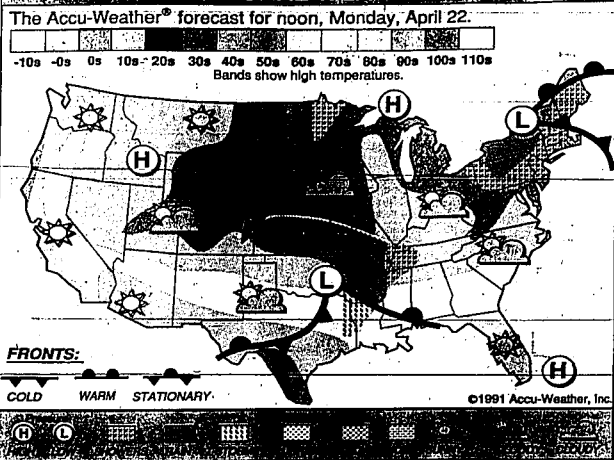 The Accu-Weather® forecast for noon, Monday, April 22.
-10s -0s 0s 10s 20s 30s 40s 50s 60s 70s 80s 90s 100s 110s
Bands show high temperatures.
H
L
H
L
H
FRONTS:
COLD WARM STATIONARY
©1991 Accu-Weather, Inc.
H L